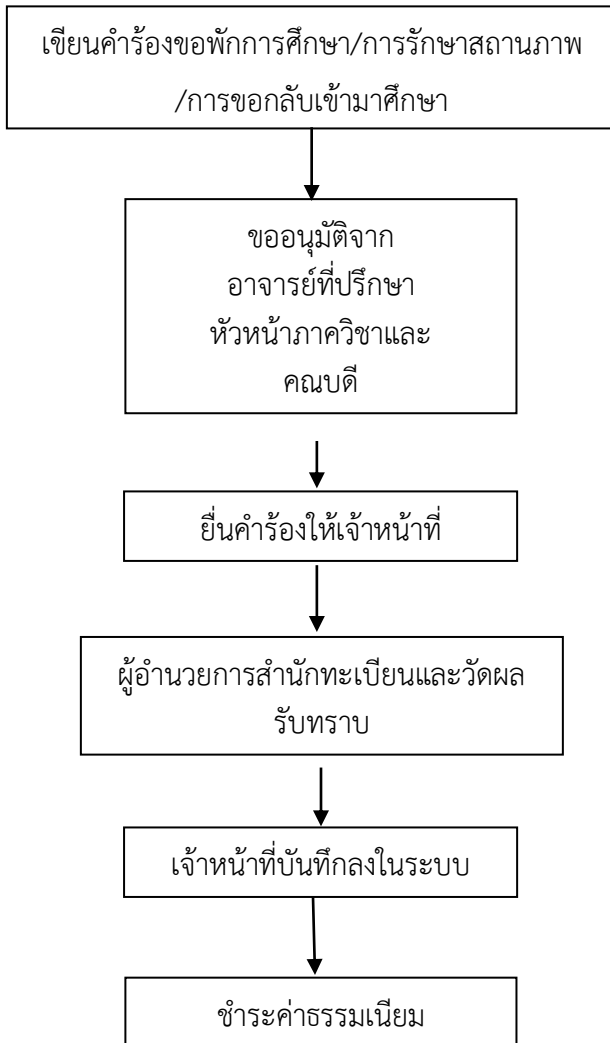 เขียนคำร้องขอพักการศึกษา/การรักษาสถานภาพ
/การขอกลับเข้ามาศึกษา
ขออนุมัติจาก
อาจารย์ที่ปรึกษา
หัวหน้าภาควิชาและ
คณบดี
ยื่นคำร้องให้เจ้าหน้าที่
ผู้อำนวยการสำนักทะเบียนและวัดผล
รับทราบ
เจ้าหน้าที่บันทึกลงในระบบ
ชำระค่าธรรมเนียม